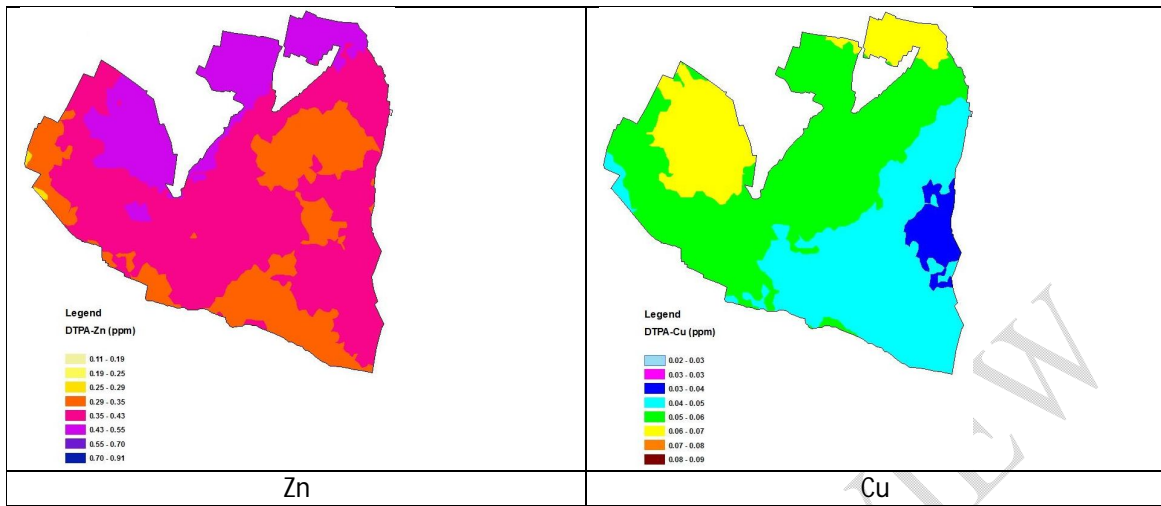 Legend
DTPA-Zn (ppm)
0.11 - 0.19
0.19 - 0.25
0.25 - 0.29
0.29 - 0.35
0.35 - 0.43
0.43 - 0.55
0.55 - 0.70
0.70 - 0.91
Zn
Legend
DTPA-Cu (ppm)
0.02 - 0.03
0.03 - 0.03
0.03 - 0.04
0.04 - 0.05
0.05 - 0.06
0.06 - 0.07
0.07 - 0.08
0.08 - 0.09
Cu